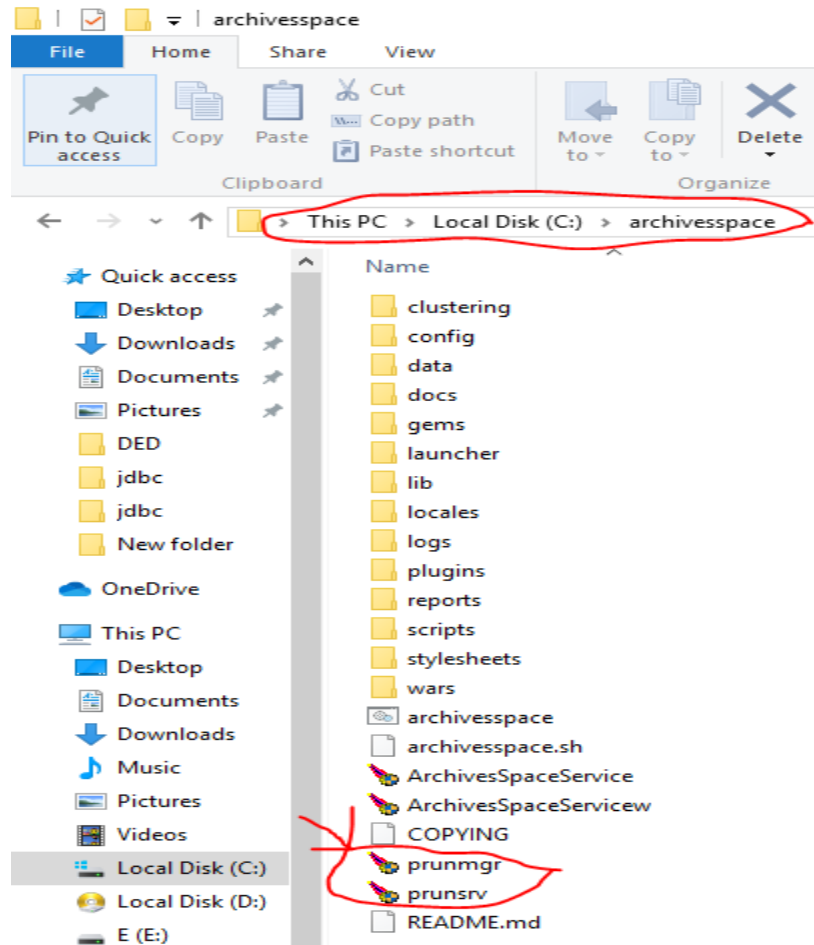 archivesspace
File Home Share View
Pin to Quick access
Copy
Paste
Cut
Copy path
Paste shortcut
Move to
Copy to
Delete
Clipboard
Organize
This PC > Local Disk (C:) > archivesspace
Quick access
Desktop
Downloads
Documents
Pictures
DED
jdbc
jdbc
New folder
OneDrive
This PC
Desktop
Documents
Downloads
Music
Pictures
Videos
Local Disk (C:)
Local Disk (D:)
E (E:)
Name
clustering
config
data
docs
gems
launcher
lib
locales
logs
plugins
reports
scripts
stylesheets
wars
archivesspace
archivesspace.sh
ArchivesSpaceService
ArchivesSpaceServicew
COPYING
prunmgr
prunsrv
README.md